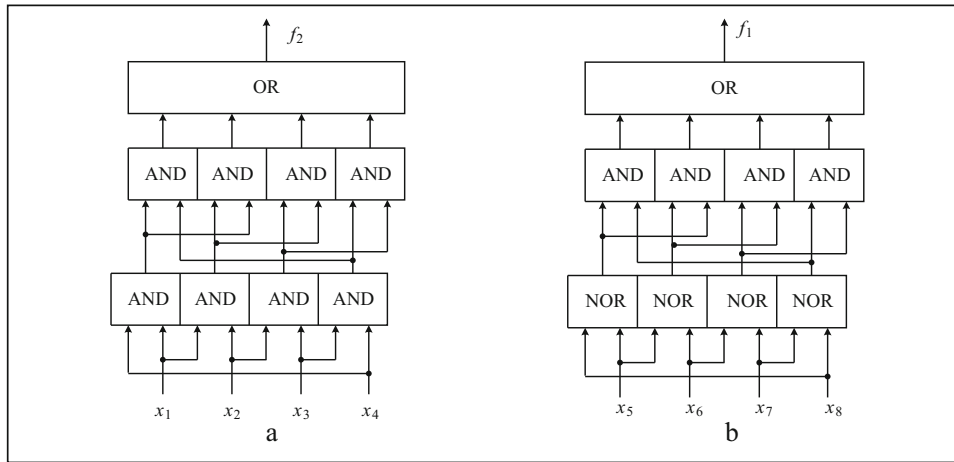 f2 f1
OR OR
AND AND AND AND AND AND AND AND
AND AND AND AND NOR NOR NOR NOR
x1 x2 x3 x4 x5 x6 x7 x8
a b